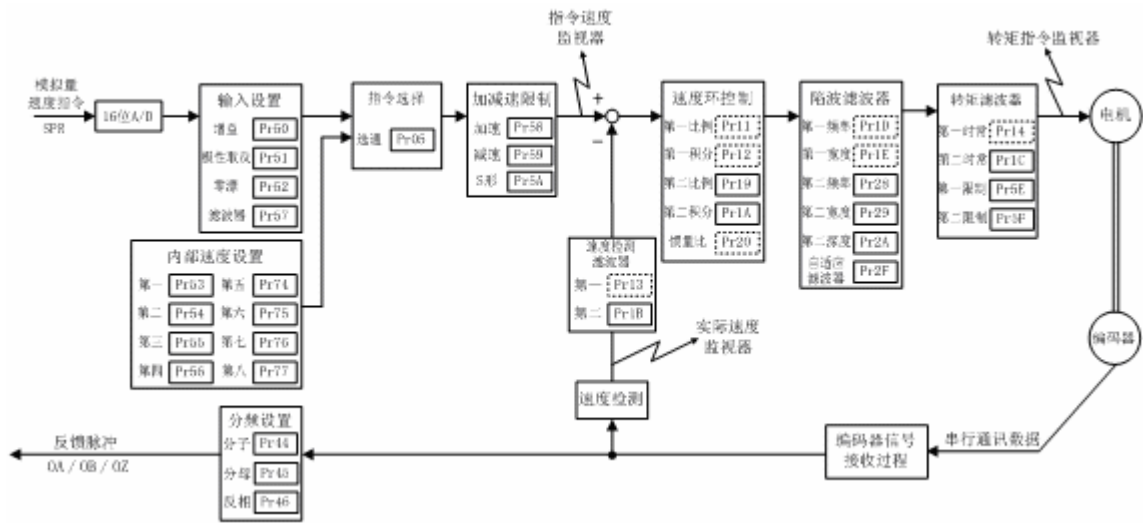 指令速度
监视器
转矩指令监视器
模拟量
速度指令
SPR
16位A/D
输入设置
增益 Pr50
极性取反 Pr51
零漂 Pr52
滤波器 Pr57
指令选择
选通 Pr05
加减速限制
加速 Pr58
减速 Pr59
S形 Pr5A
+
−
速度环控制
第一比例 Pr11
第一积分 Pr12
第二比例 Pr19
第二积分 Pr1A
惯量比 Pr20
陷波滤波器
第一频率 Pr1D
第一宽度 Pr1E
第二频率 Pr28
第二宽度 Pr29
第二深度 Pr2A
自适应
滤波器 Pr2F
转矩滤波器
第一时常 Pr14
第二时常 Pr1C
第一限制 Pr5E
第二限制 Pr5F
电机
内部速度设置
第一 Pr53 第五 Pr74
第二 Pr54 第六 Pr75
第三 Pr55 第七 Pr76
第四 Pr56 第八 Pr77
速度检测
滤波器
第一 Pr13
第二 Pr1B
实际速度
监视器
速度检测
编码器
串行通讯数据
编码器信号
接收过程
分频设置
分子 Pr44
分母 Pr45
反相 Pr46
反馈脉冲
OA / OB / OZ